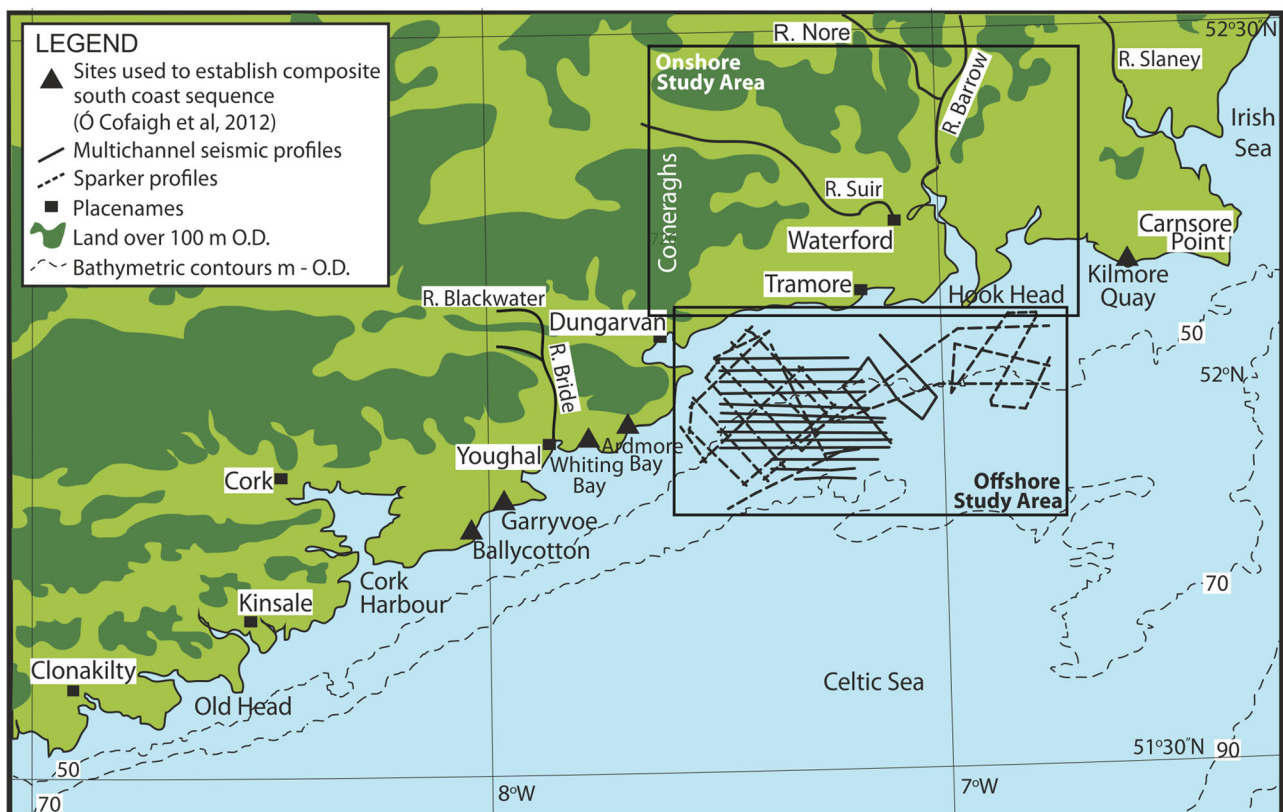 LEGEND
Sites used to establish composite
south coast sequence
(Ó Cofaigh et al, 2012)
Multichannel seismic profiles
Sparker profiles
Placenames
Land over 100 m O.D.
Bathymetric contours m - O.D.
R. Nore
52°30"N
Onshore
Study Area
R. Slaney
R. Barrow
Irish
Sea
Comeraghs
R. Suir
Waterford
Carnsore
Point
Kilmore
Quay
Tramore
Hook Head
R. Blackwater
Dungarvan
50
52°N
R. Bride
Youghal
Ardmore
Bay
Whiting
Bay
Cork
Offshore
Study Area
Garryvoe
Ballycotton
Cork
Harbour
70
Kinsale
Clonakilty
Old Head
Celtic Sea
51°30"N
90
50
70
8°W
7°W